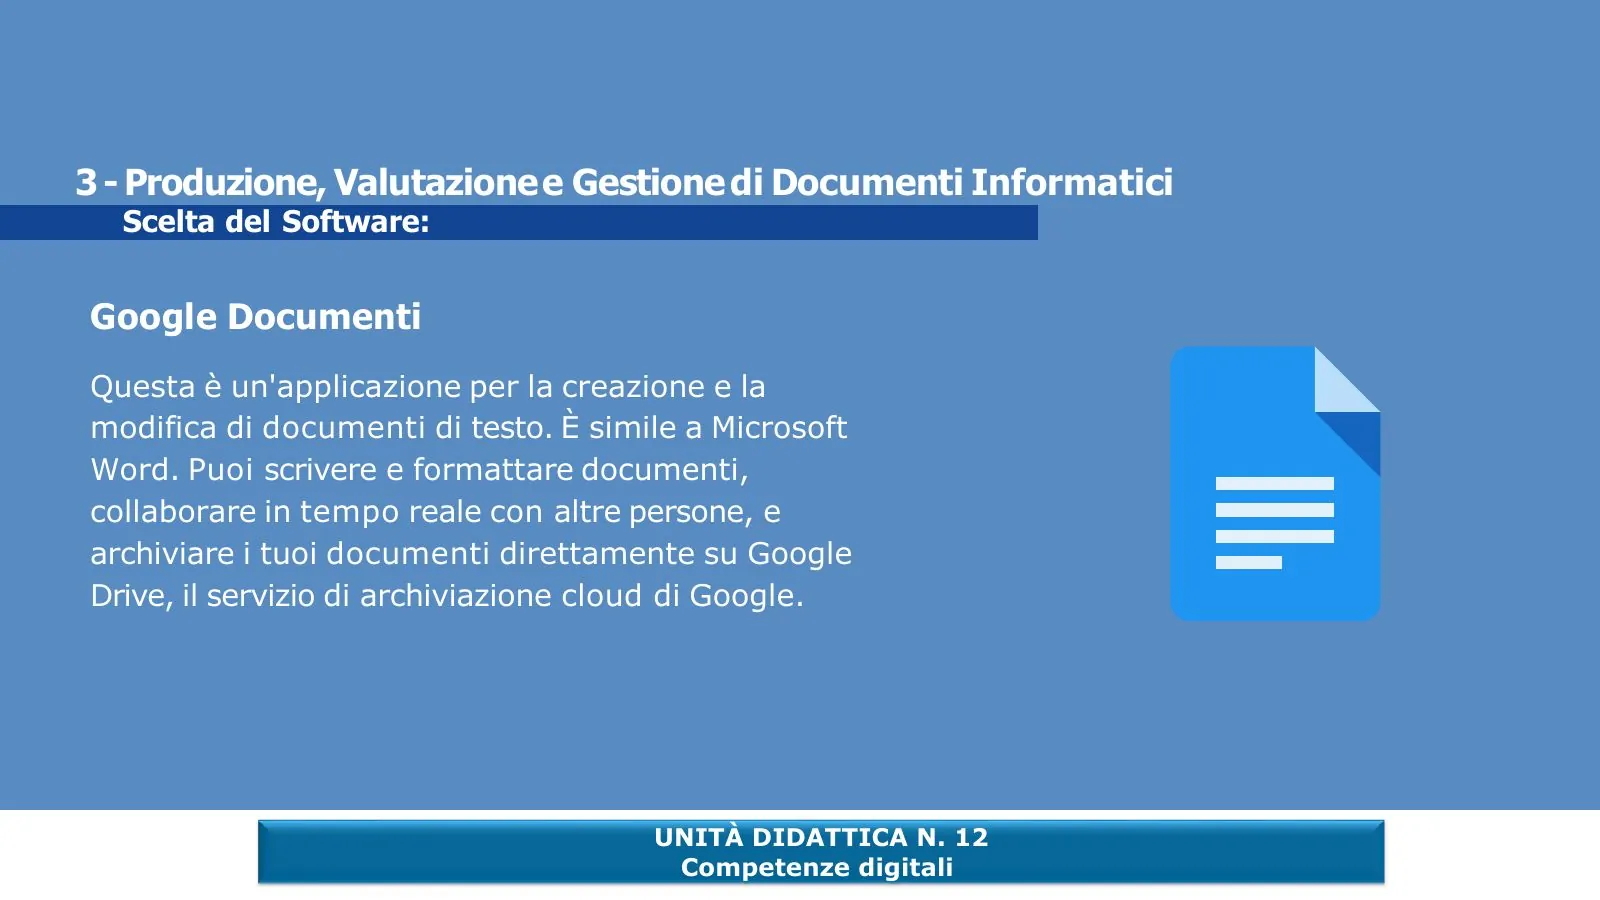 3 - Produzione, Valutazione e Gestione di Documenti Informatici
Scelta del Software:
Google Documenti
Questa è un'applicazione per la creazione e la
modifica di documenti di testo. È simile a Microsoft
Word. Puoi scrivere e formattare documenti,
collaborare in tempo reale con altre persone, e
archiviare i tuoi documenti direttamente su Google
Drive, il servizio di archiviazione cloud di Google.
UNITÀ DIDATTICA N. 12
Competenze digitali